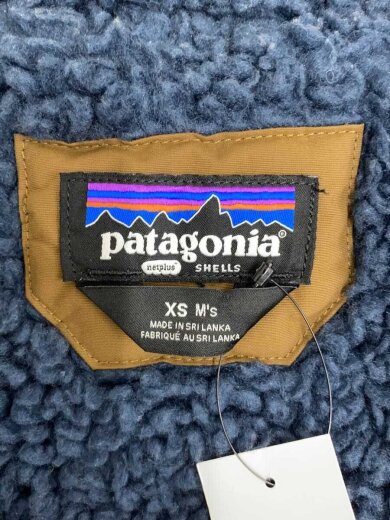 patagonia®
netplus® SHELLS
XS M's
MADE IN SRI LANKA
FABRIQUÉ AU SRI LANKA